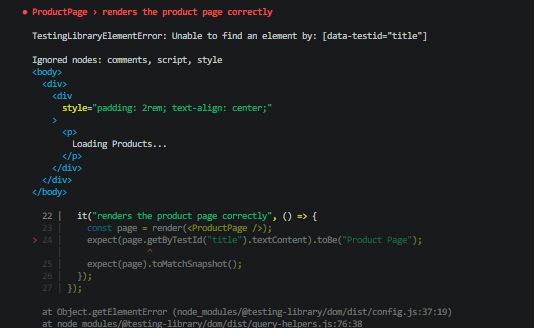 ● ProductPage › renders the product page correctly
TestingLibraryElementError: Unable to find an element by: [data-testid="title"]
Ignored nodes: comments, script, style
<body>
<div>
<div
style="padding: 2rem; text-align: center;"
>
<p>
Loading Products...
</p>
</div>
</div>
</body>
22 | it("renders the product page correctly", () => {
23 | const page = render(<ProductPage />);
> 24 | expect(page.getByTestId("title").textContent).toBe("Product Page");
| ^
25 | expect(page).toMatchSnapshot();
26 | });
27 | });
at Object.getElementError (node_modules/@testing-library/dom/dist/config.js:37:19)
at node_modules/@testing-library/dom/dist/query-helpers.js:76:38